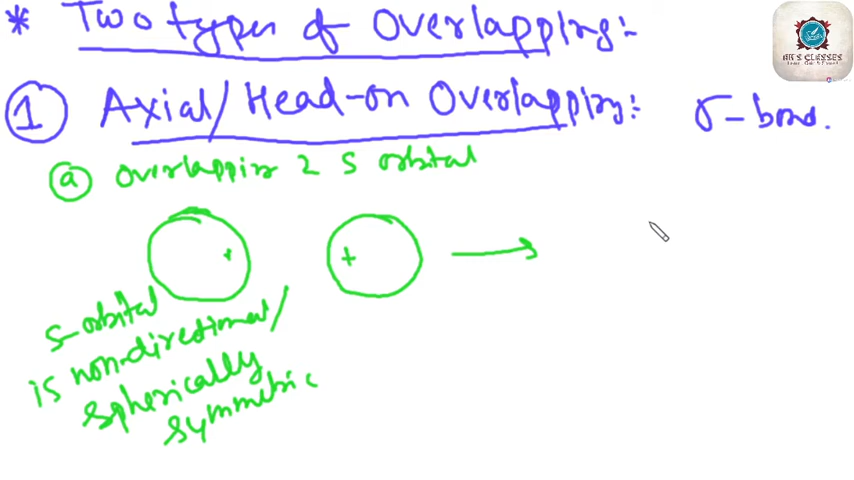 * Two types of Overlapping:-
① Axial/Head-on Overlapping:- σ-bond.
ⓐ overlapping 2 s orbital
+ +
s-orbital
is non-directional/
spherically
symmetric